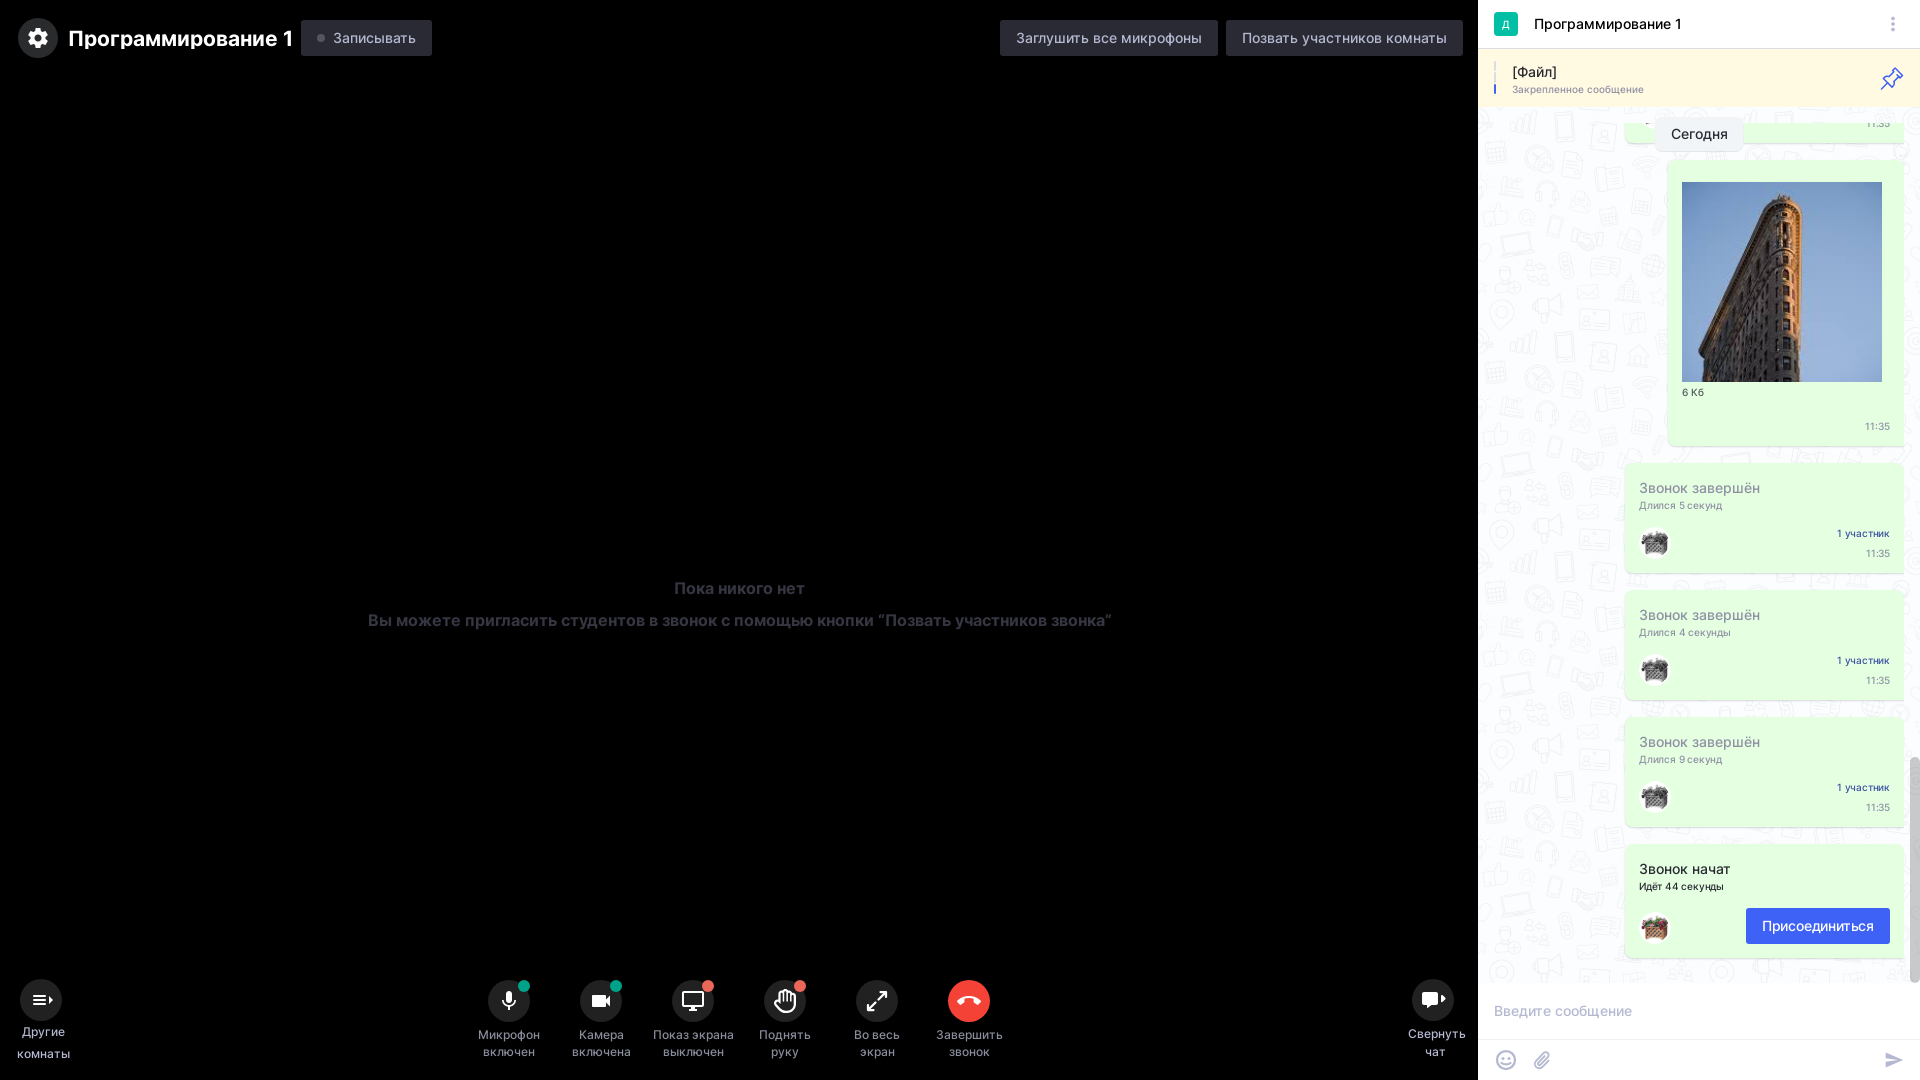 Программирование 1
Записывать
Заглушить все микрофоны
Позвать участников комнаты
Пока никого нет
Вы можете пригласить студентов в звонок с помощью кнопки “Позвать участников звонка”
Другие
комнаты
Микрофон
включен
Камера
включена
Показ экрана
выключен
Поднять
руку
Во весь
экран
Завершить
звонок
Свернуть
чат
Д
Программирование 1
[Файл]
Закрепленное сообщение
11:35
Сегодня
6 Кб
11:35
Звонок завершён
Длился 5 секунд
1 участник
11:35
Звонок завершён
Длился 4 секунды
1 участник
11:35
Звонок завершён
Длился 9 секунд
1 участник
11:35
Звонок начат
Идёт 44 секунды
Присоединиться
Введите сообщение